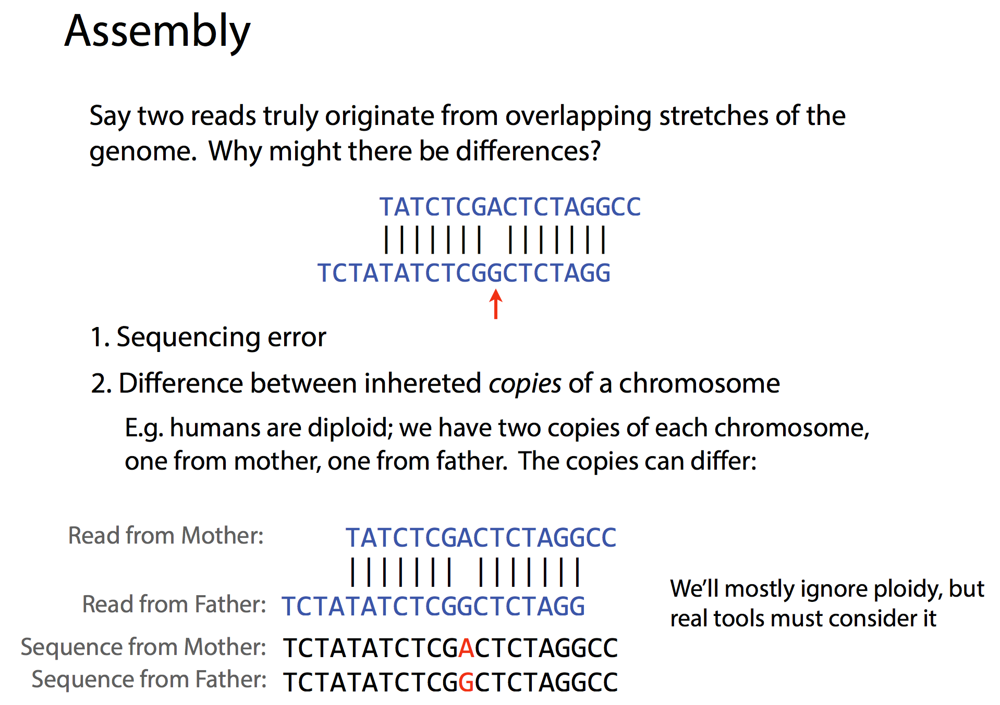 Assembly
Say two reads truly originate from overlapping stretches of the
genome.  Why might there be differences?
TATCTCGACTCTAGGCC
||||||| |||||||
TCTATATCTCGGCTCTAGG
1. Sequencing error
2. Difference between inhereted copies of a chromosome
E.g. humans are diploid; we have two copies of each chromosome,
one from mother, one from father.  The copies can differ:
Read from Mother: TATCTCGACTCTAGGCC
||||||| |||||||
Read from Father: TCTATATCTCGGCTCTAGG
Sequence from Mother: TCTATATCTCGACTCTAGGCC
Sequence from Father: TCTATATCTCGGCTCTAGGCC
We’ll mostly ignore ploidy, but
real tools must consider it